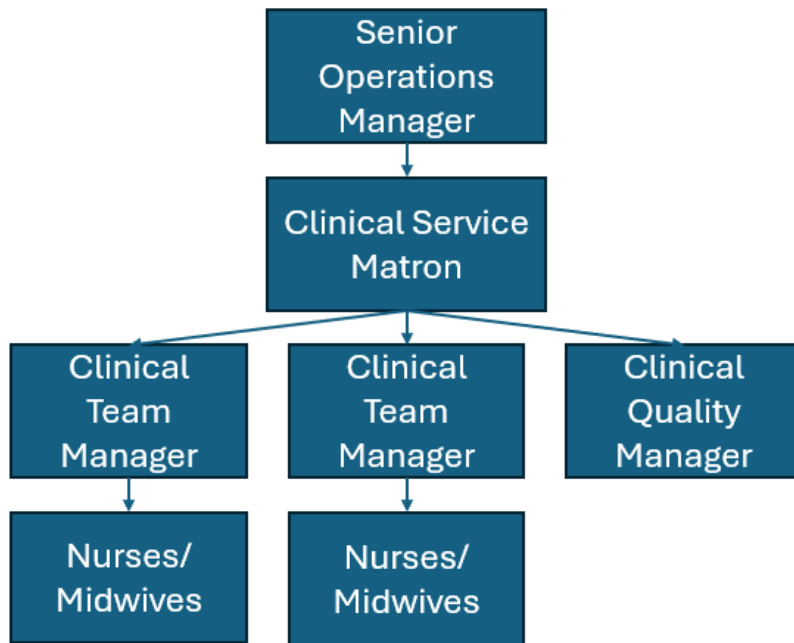 Senior
Operations
Manager
Clinical Service
Matron
Clinical
Team
Manager
Clinical
Team
Manager
Clinical
Quality
Manager
Nurses/
Midwives
Nurses/
Midwives